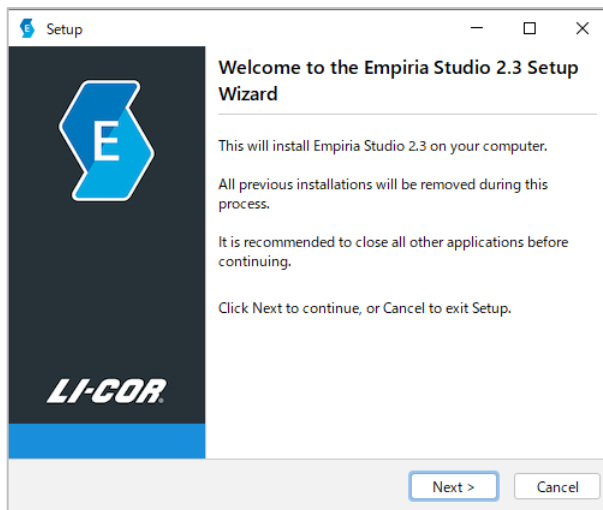 Setup
E
Welcome to the Empiria Studio 2.3 Setup
Wizard
This will install Empiria Studio 2.3 on your computer.
All previous installations will be removed during this
process.
It is recommended to close all other applications before
continuing.
Click Next to continue, or Cancel to exit Setup.
LI-COR.
Next >
Cancel